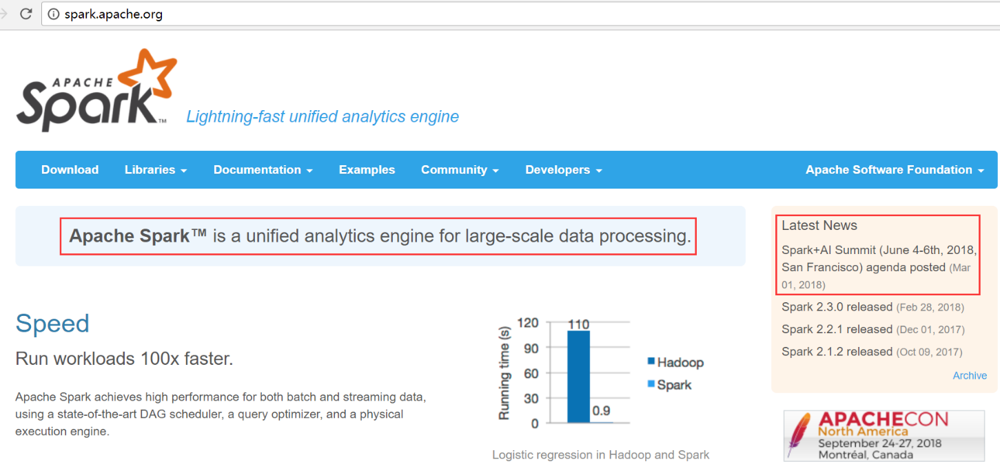 spark.apache.org
APACHE
Spark™
Lightning-fast unified analytics engine
Download Libraries Documentation Examples Community Developers Apache Software Foundation
Apache Spark™ is a unified analytics engine for large-scale data processing.
Latest News
Spark+AI Summit (June 4-6th, 2018,
San Francisco) agenda posted (Mar
01, 2018)
Spark 2.3.0 released (Feb 28, 2018)
Spark 2.2.1 released (Dec 01, 2017)
Spark 2.1.2 released (Oct 09, 2017)
Archive
Speed
Run workloads 100x faster.
Apache Spark achieves high performance for both batch and streaming data,
using a state-of-the-art DAG scheduler, a query optimizer, and a physical
execution engine.
Running time (s)
120
90
60
30
0
110
0.9
Hadoop
Spark
Logistic regression in Hadoop and Spark
APACHECON
North America
September 24-27, 2018
Montréal, Canada